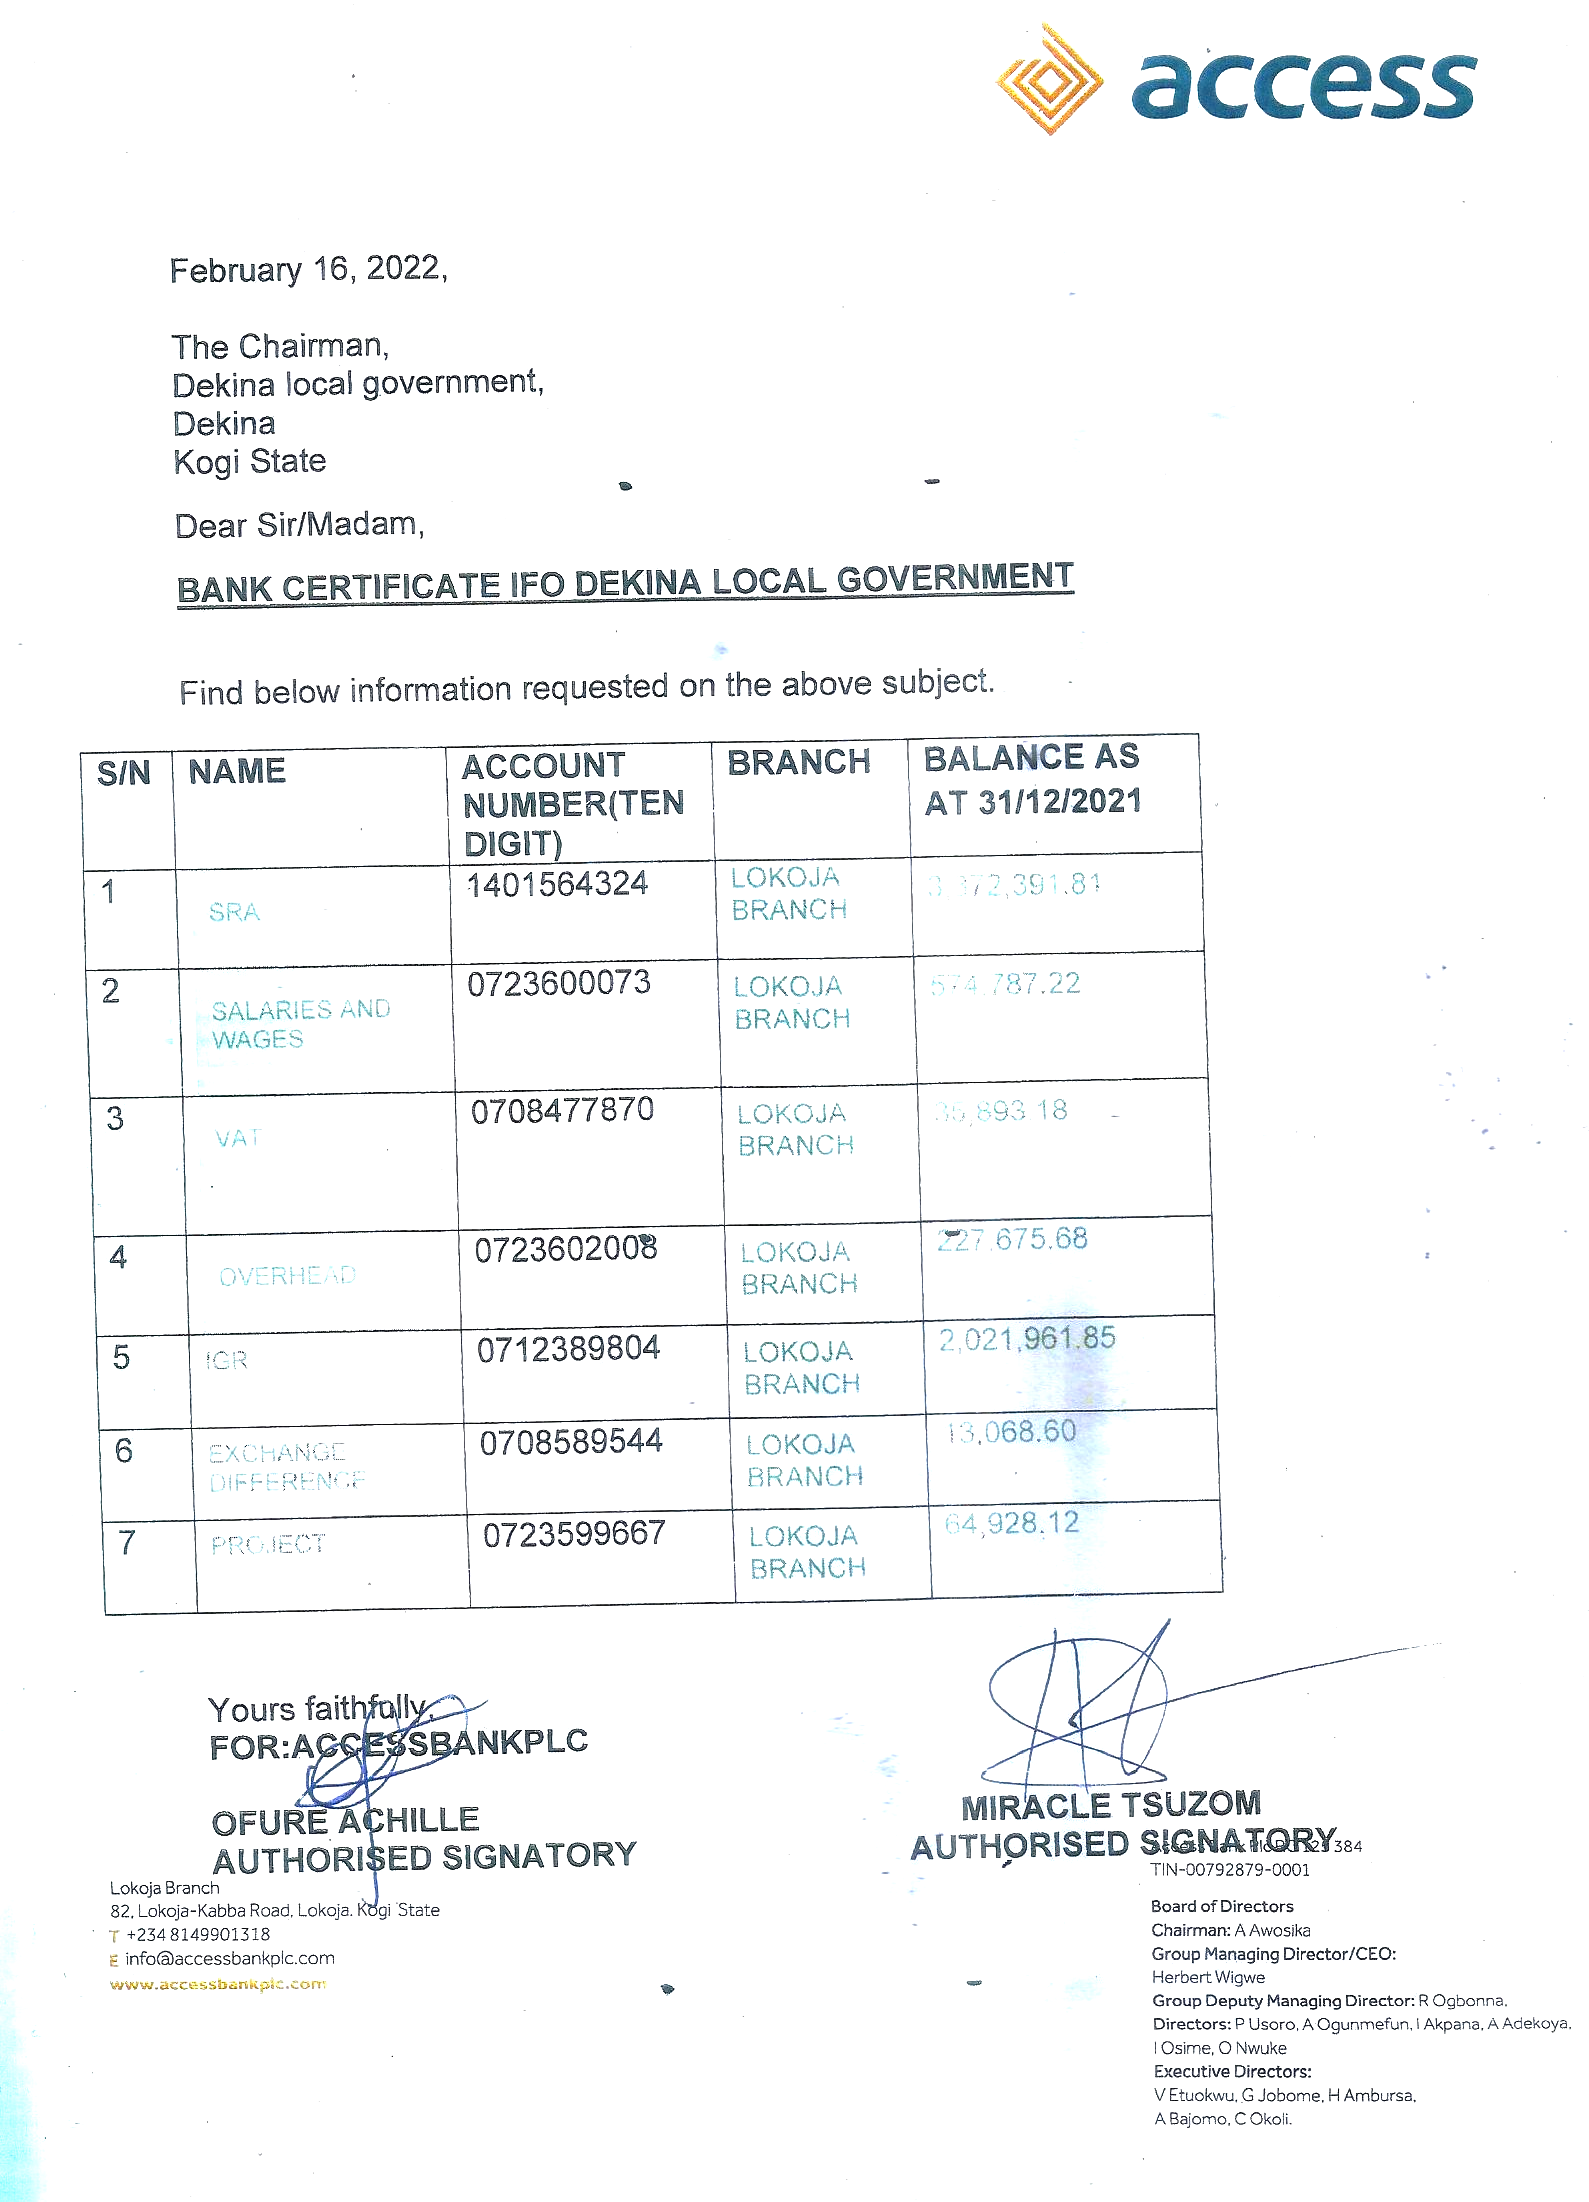 access
February 16, 2022,
The Chairman,
Dekina local government,
Dekina
Kogi State
Dear Sir/Madam,
BANK CERTIFICATE IFO DEKINA LOCAL GOVERNMENT
Find below information requested on the above subject.
S/N NAME ACCOUNT NUMBER(TEN DIGIT) BRANCH BALANCE AS AT 31/12/2021
1 SRA 1401564324 LOKOJA BRANCH
2 SALARIES AND WAGES 0723600073 LOKOJA BRANCH 574,787.22
3 VAT 0708477870 LOKOJA BRANCH
4 OVERHEAD 0723602008 LOKOJA BRANCH 227,675.68
5 IGR 0712389804 LOKOJA BRANCH 2,021,961.85
6 EXCHANGE DIFFERENCE 0708589544 LOKOJA BRANCH 13,068.60
7 PROJECT 0723599667 LOKOJA BRANCH 64,928.12
Yours faithfully,
FOR:ACCESSBANKPLC
OFURE ACHILLE
AUTHORISED SIGNATORY
MIRACLE TSUZOM
AUTHORISED SIGNATORY
Lokoja Branch
82, Lokoja-Kabba Road, Lokoja. Kogi State
T +234 8149901318
E info@accessbankplc.com
www.accessbankplc.com
384
TIN-00792879-0001
Board of Directors
Chairman: A Awosika
Group Managing Director/CEO:
Herbert Wigwe
Group Deputy Managing Director: R Ogbonna,
Directors: P Usoro, A Ogunmefun, I Akpana, A Adekoya,
I Osime, O Nwuke
Executive Directors:
V Etuokwu, G Jobome, H Ambursa,
A Bajomo, C Okoli.